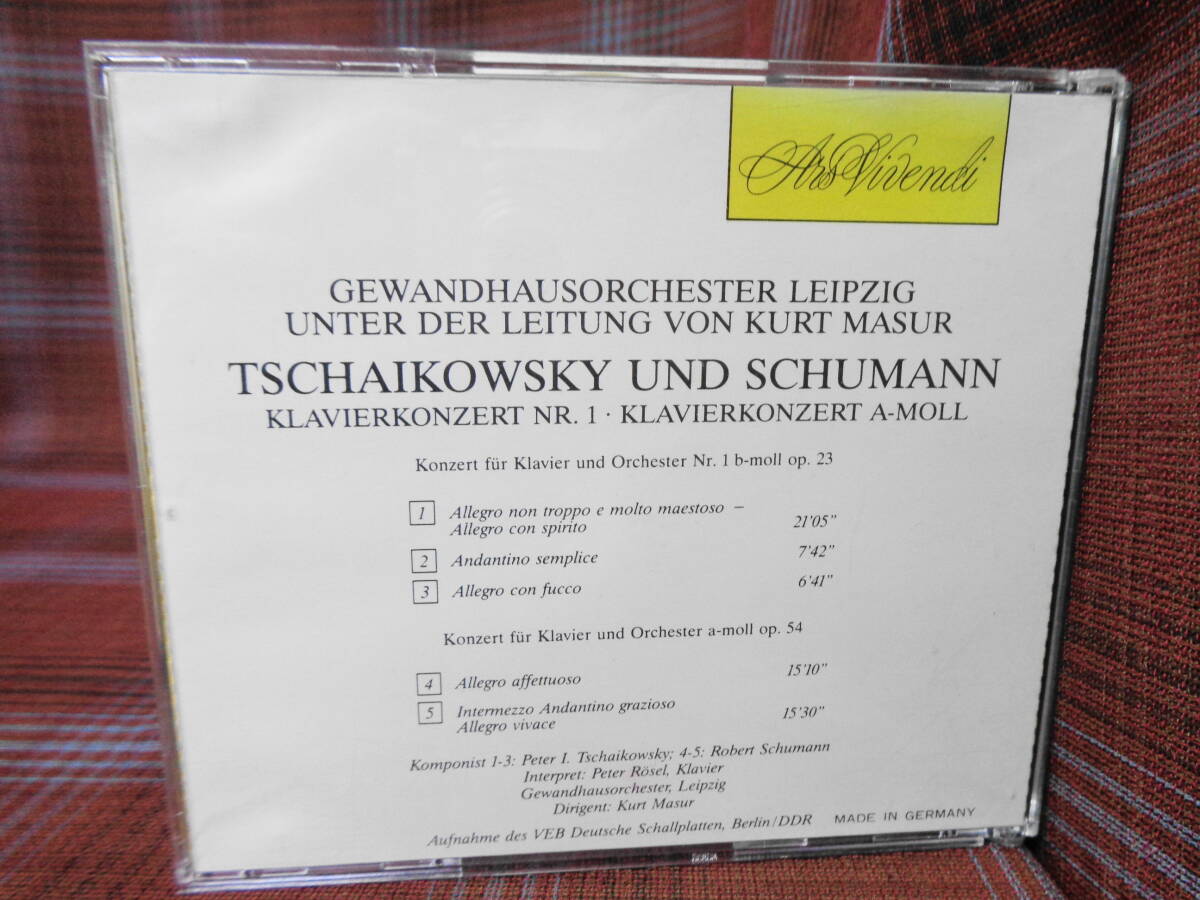 Ars Vivendi
GEWANDHAUSORCHESTER LEIPZIG
UNTER DER LEITUNG VON KURT MASUR
TSCHAIKOWSKY UND SCHUMANN
KLAVIERKONZERT NR. 1 · KLAVIERKONZERT A-MOLL
Konzert für Klavier und Orchester Nr. 1 b-moll op. 23
1 Allegro non troppo e molto maestoso –
Allegro con spirito 21'05"
2 Andantino semplice 7'42"
3 Allegro con fucco 6'41"
Konzert für Klavier und Orchester a-moll op. 54
4 Allegro affettuoso 15'10"
5 Intermezzo Andantino grazioso
Allegro vivace 15'30"
Komponist 1-3: Peter I. Tschaikowsky; 4-5: Robert Schumann
Interpret: Peter Rösel, Klavier
Gewandhausorchester, Leipzig
Dirigent: Kurt Masur
Aufnahme des VEB Deutsche Schallplatten, Berlin/DDR MADE IN GERMANY